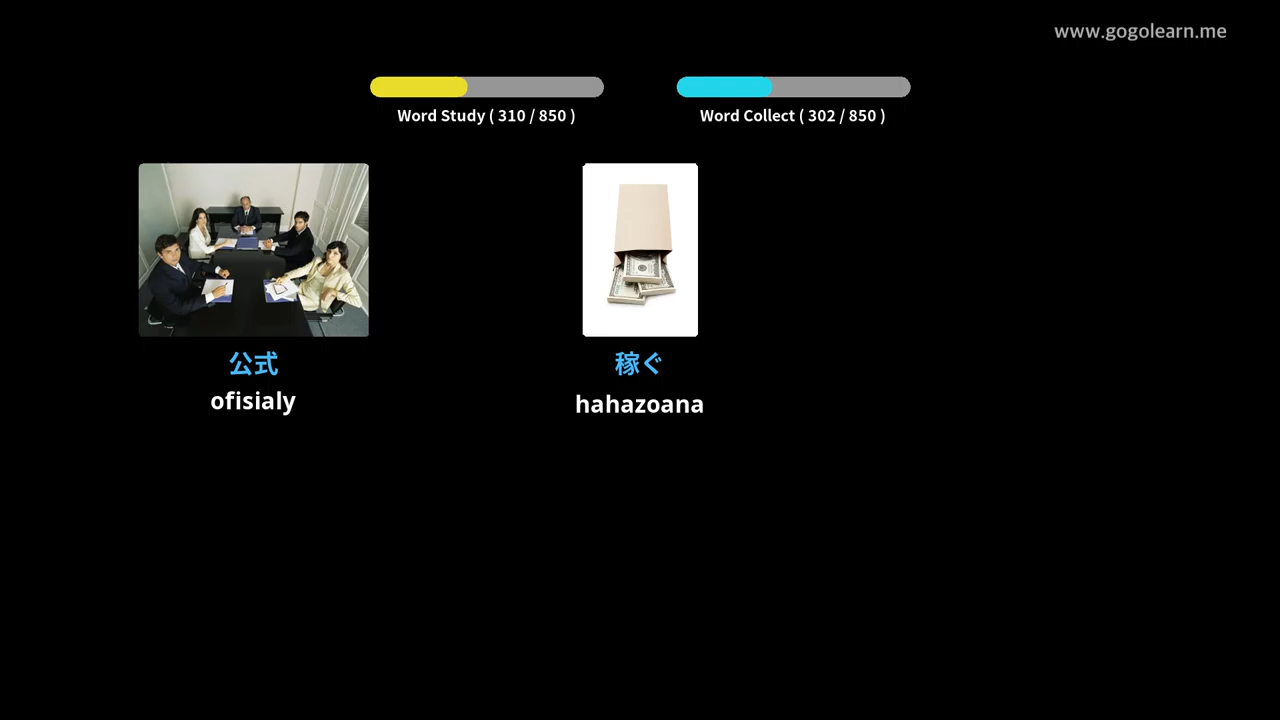 www.gogolearn.me
Word Study ( 310 / 850 )
Word Collect ( 302 / 850 )
公式
ofisialy
稼ぐ
hahazoana